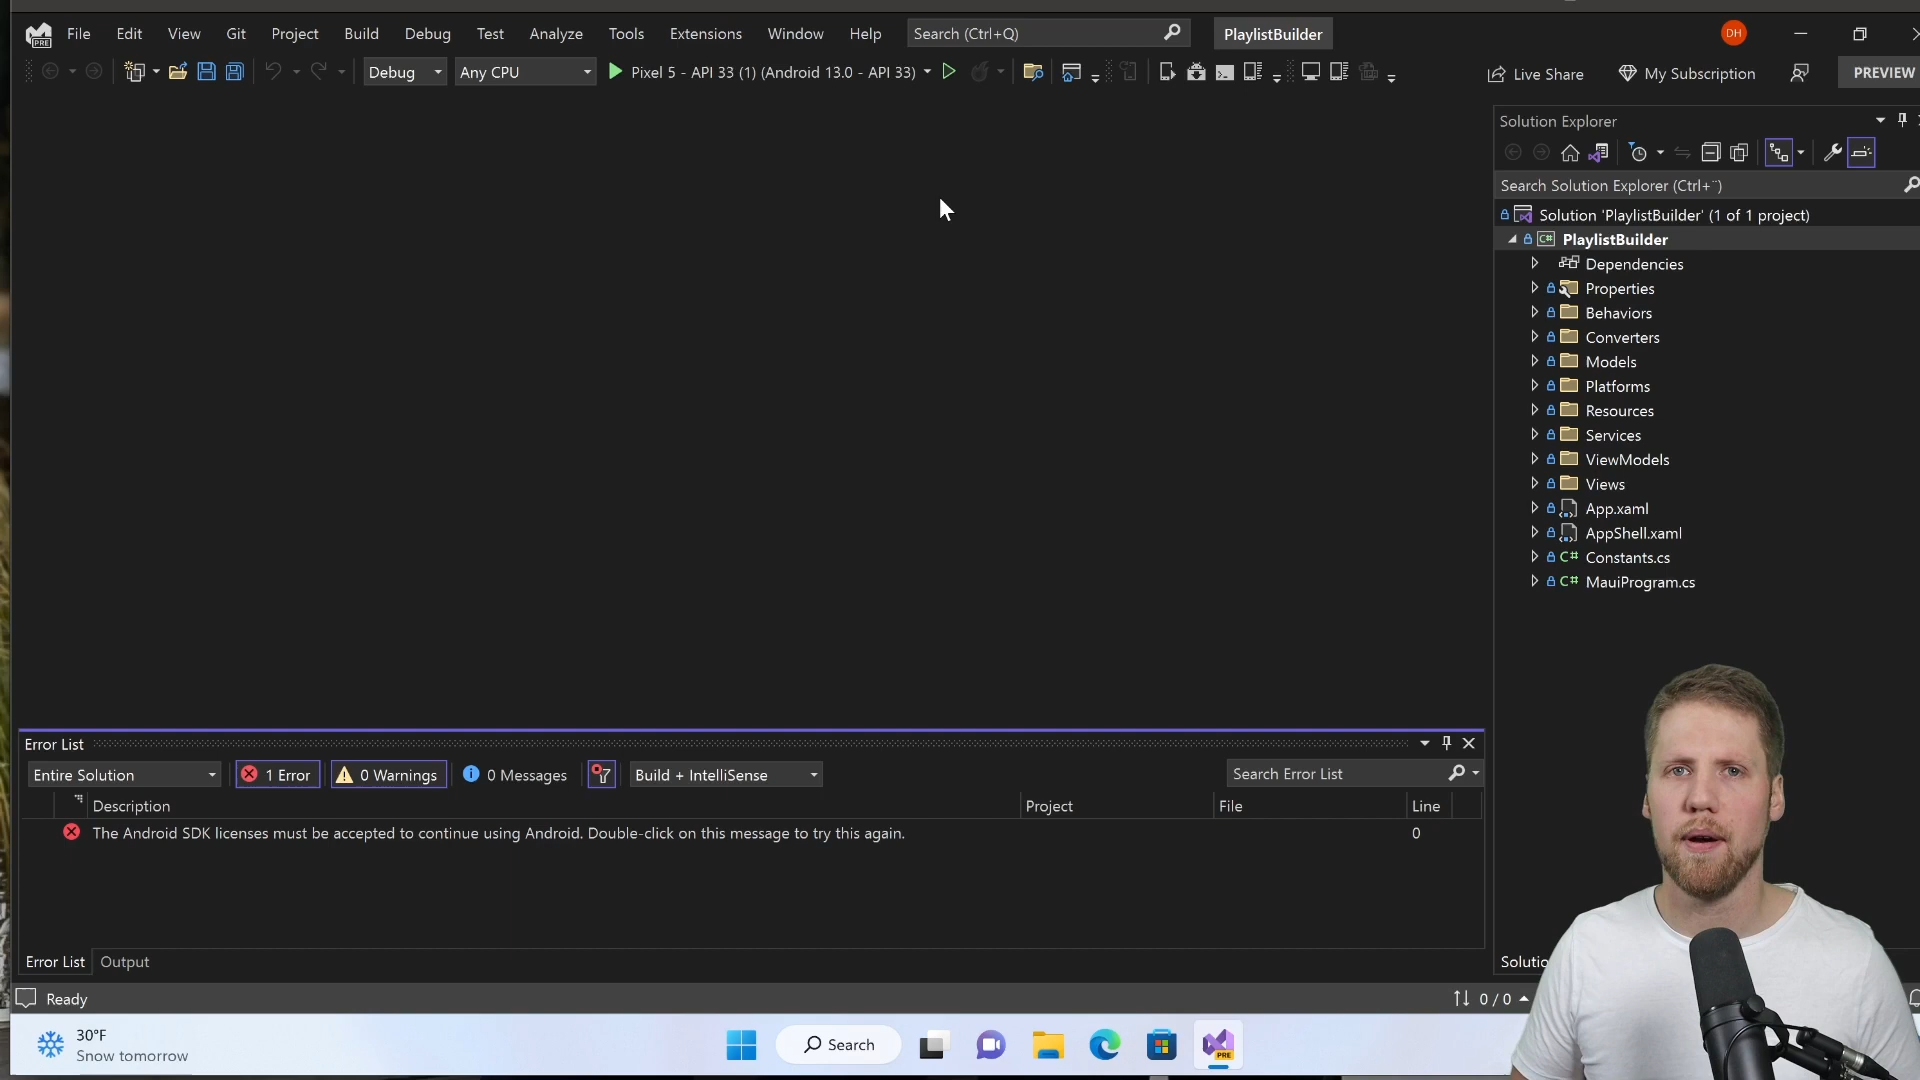 File Edit View Git Project Build Debug Test Analyze Tools Extensions Window Help Search (Ctrl+Q) PlaylistBuilder DH
Debug Any CPU Pixel 5 - API 33 (1) (Android 13.0 - API 33) Live Share My Subscription PREVIEW
Solution Explorer
Search Solution Explorer (Ctrl+¨)
Solution 'PlaylistBuilder' (1 of 1 project)
C# PlaylistBuilder
Dependencies
Properties
Behaviors
Converters
Models
Platforms
Resources
Services
ViewModels
Views
App.xaml
AppShell.xaml
C# Constants.cs
C# MauiProgram.cs
Error List
Entire Solution 1 Error 0 Warnings 0 Messages Build + IntelliSense Search Error List
Description Project File Line
The Android SDK licenses must be accepted to continue using Android. Double-click on this message to try this again. 0
Error List Output
Solutio
Ready 0 / 0
30°F
Snow tomorrow
Search
PRE